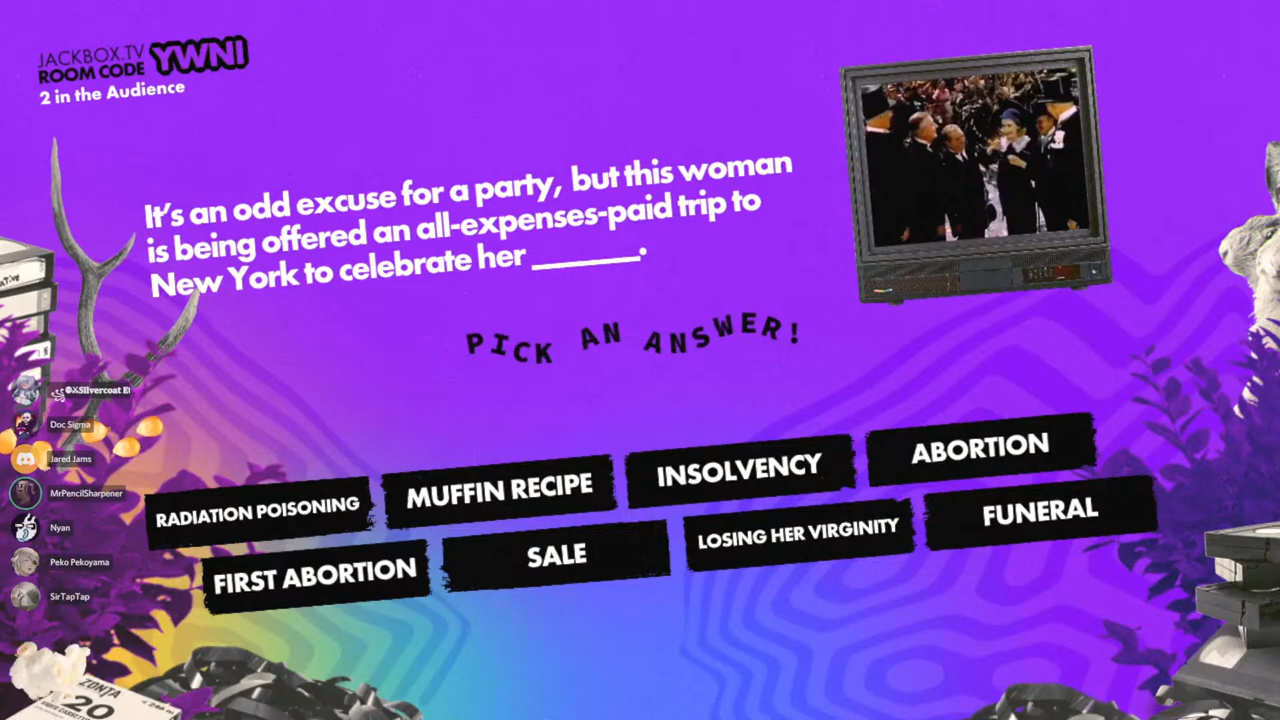 JACKBOX.TV
ROOM CODE YWNI
2 in the Audience
It's an odd excuse for a party, but this woman
is being offered an all-expenses-paid trip to
New York to celebrate her ______.
PICK AN ANSWER!
RADIATION POISONING
MUFFIN RECIPE
INSOLVENCY
ABORTION
FIRST ABORTION
SALE
LOSING HER VIRGINITY
FUNERAL
Doc Sigma
Jared Jams
MrPencilSharpener
Nyan
Peko Pekoyama
SirTapTap
ZONTA
20